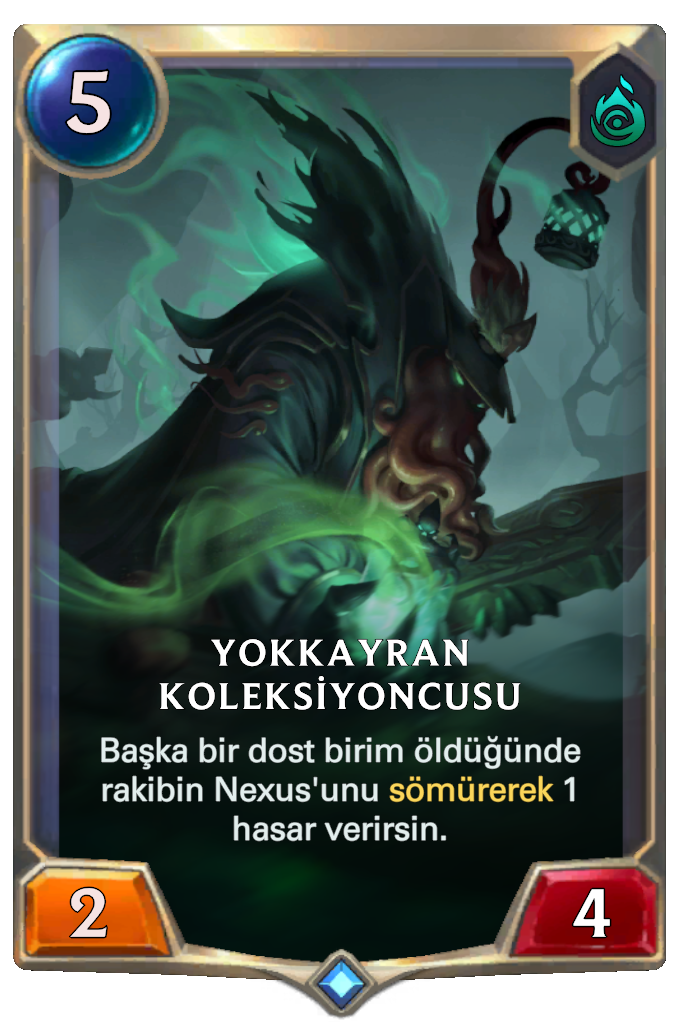 5
YOKKAYRAN
KOLEKSİYONCUSU
Başka bir dost birim öldüğünde
rakibin Nexus'unu sömürerek 1
hasar verirsin.
2
4